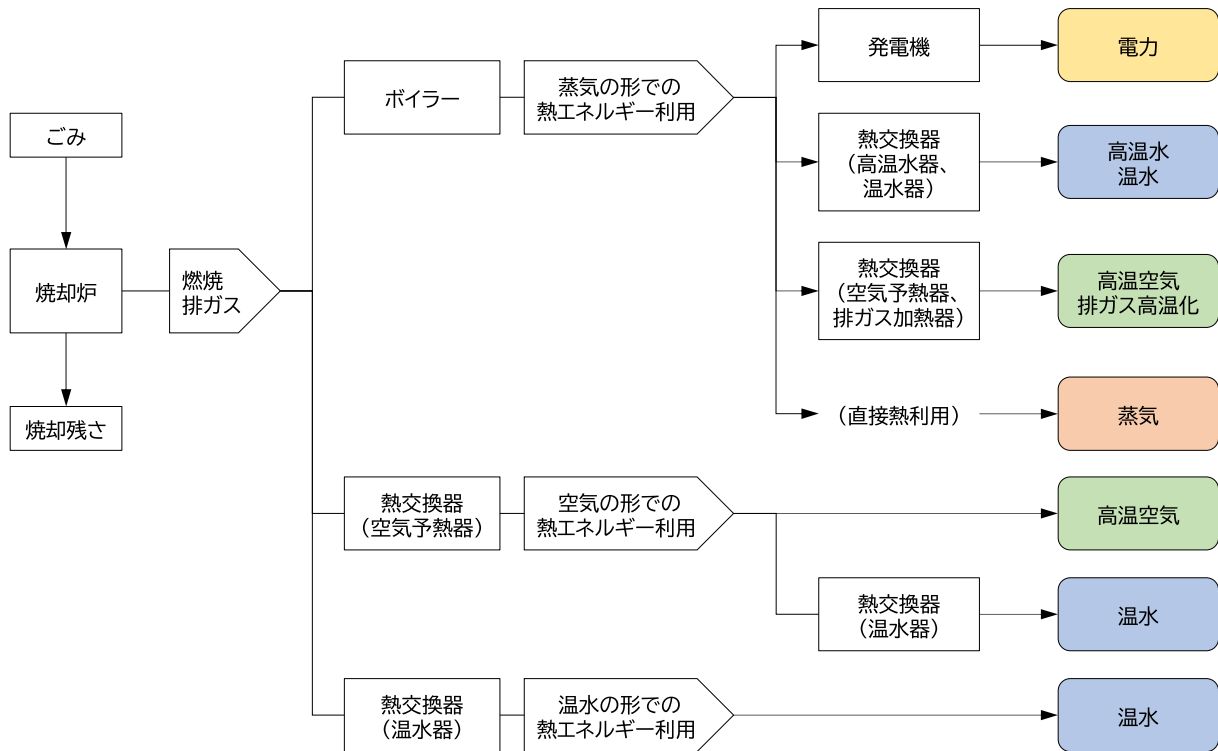 ごみ
焼却炉
焼却残さ
燃焼
排ガス
ボイラー
蒸気の形での
熱エネルギー利用
発電機
電力
熱交換器
（高温水器、
温水器）
高温水
温水
熱交換器
（空気予熱器、
排ガス加熱器）
高温空気
排ガス高温化
（直接熱利用）
蒸気
熱交換器
（空気予熱器）
空気の形での
熱エネルギー利用
高温空気
熱交換器
（温水器）
温水
熱交換器
（温水器）
温水の形での
熱エネルギー利用
温水